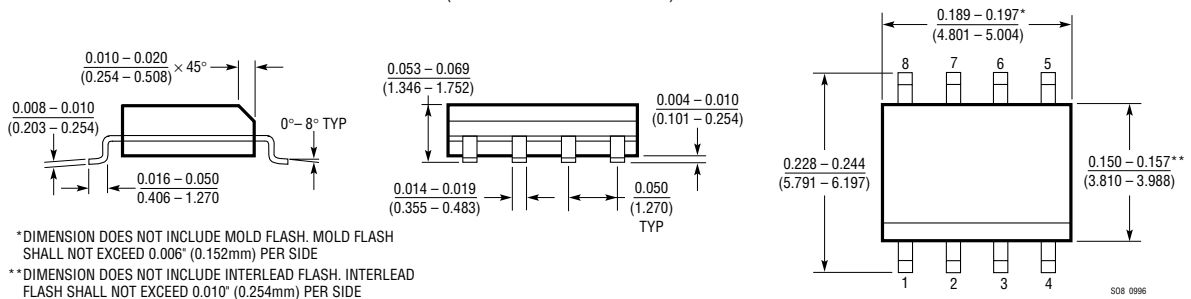 0.010 – 0.020
(0.254 – 0.508)
× 45°
0.008 – 0.010
(0.203 – 0.254)
0°– 8° TYP
0.016 – 0.050
0.406 – 1.270
0.053 – 0.069
(1.346 – 1.752)
0.004 – 0.010
(0.101 – 0.254)
0.014 – 0.019
(0.355 – 0.483)
0.050
(1.270)
TYP
0.189 – 0.197*
(4.801 – 5.004)
8 7 6 5
0.228 – 0.244
(5.791 – 6.197)
0.150 – 0.157**
(3.810 – 3.988)
1 2 3 4
*DIMENSION DOES NOT INCLUDE MOLD FLASH. MOLD FLASH
SHALL NOT EXCEED 0.006" (0.152mm) PER SIDE
**DIMENSION DOES NOT INCLUDE INTERLEAD FLASH. INTERLEAD
FLASH SHALL NOT EXCEED 0.010" (0.254mm) PER SIDE
SO8 0996